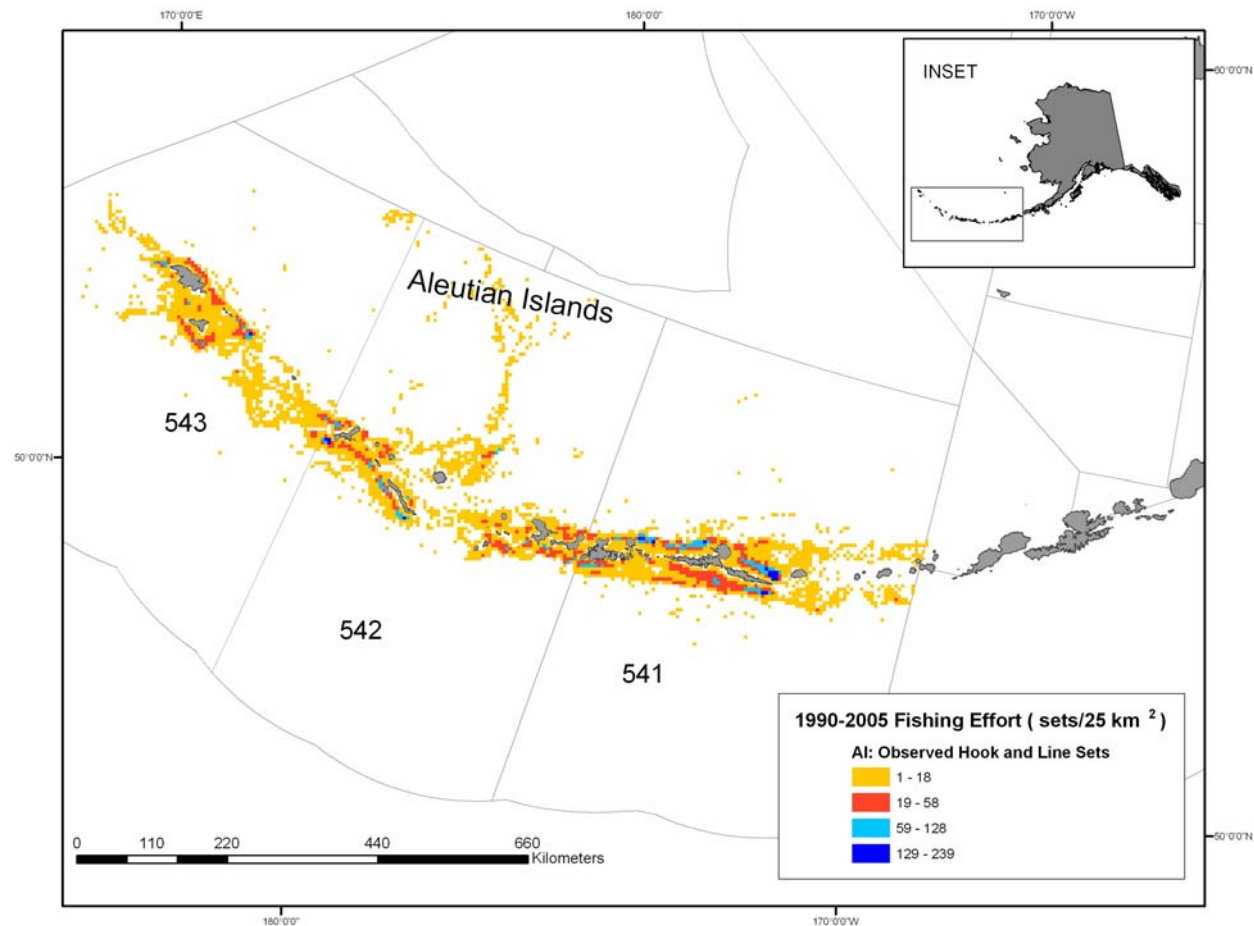 170°0'0"E
180°0'0"
170°0'0"W
60°0'0"N
INSET
Aleutian Islands
543
50°0'0"N
542
541
1990-2005 Fishing Effort ( sets/25 km ²)
AI: Observed Hook and Line Sets
1 - 18
19 - 58
59 - 128
129 - 239
0 110 220 440 660
Kilometers
50°0'0"N
180°0'0"
170°0'0"W